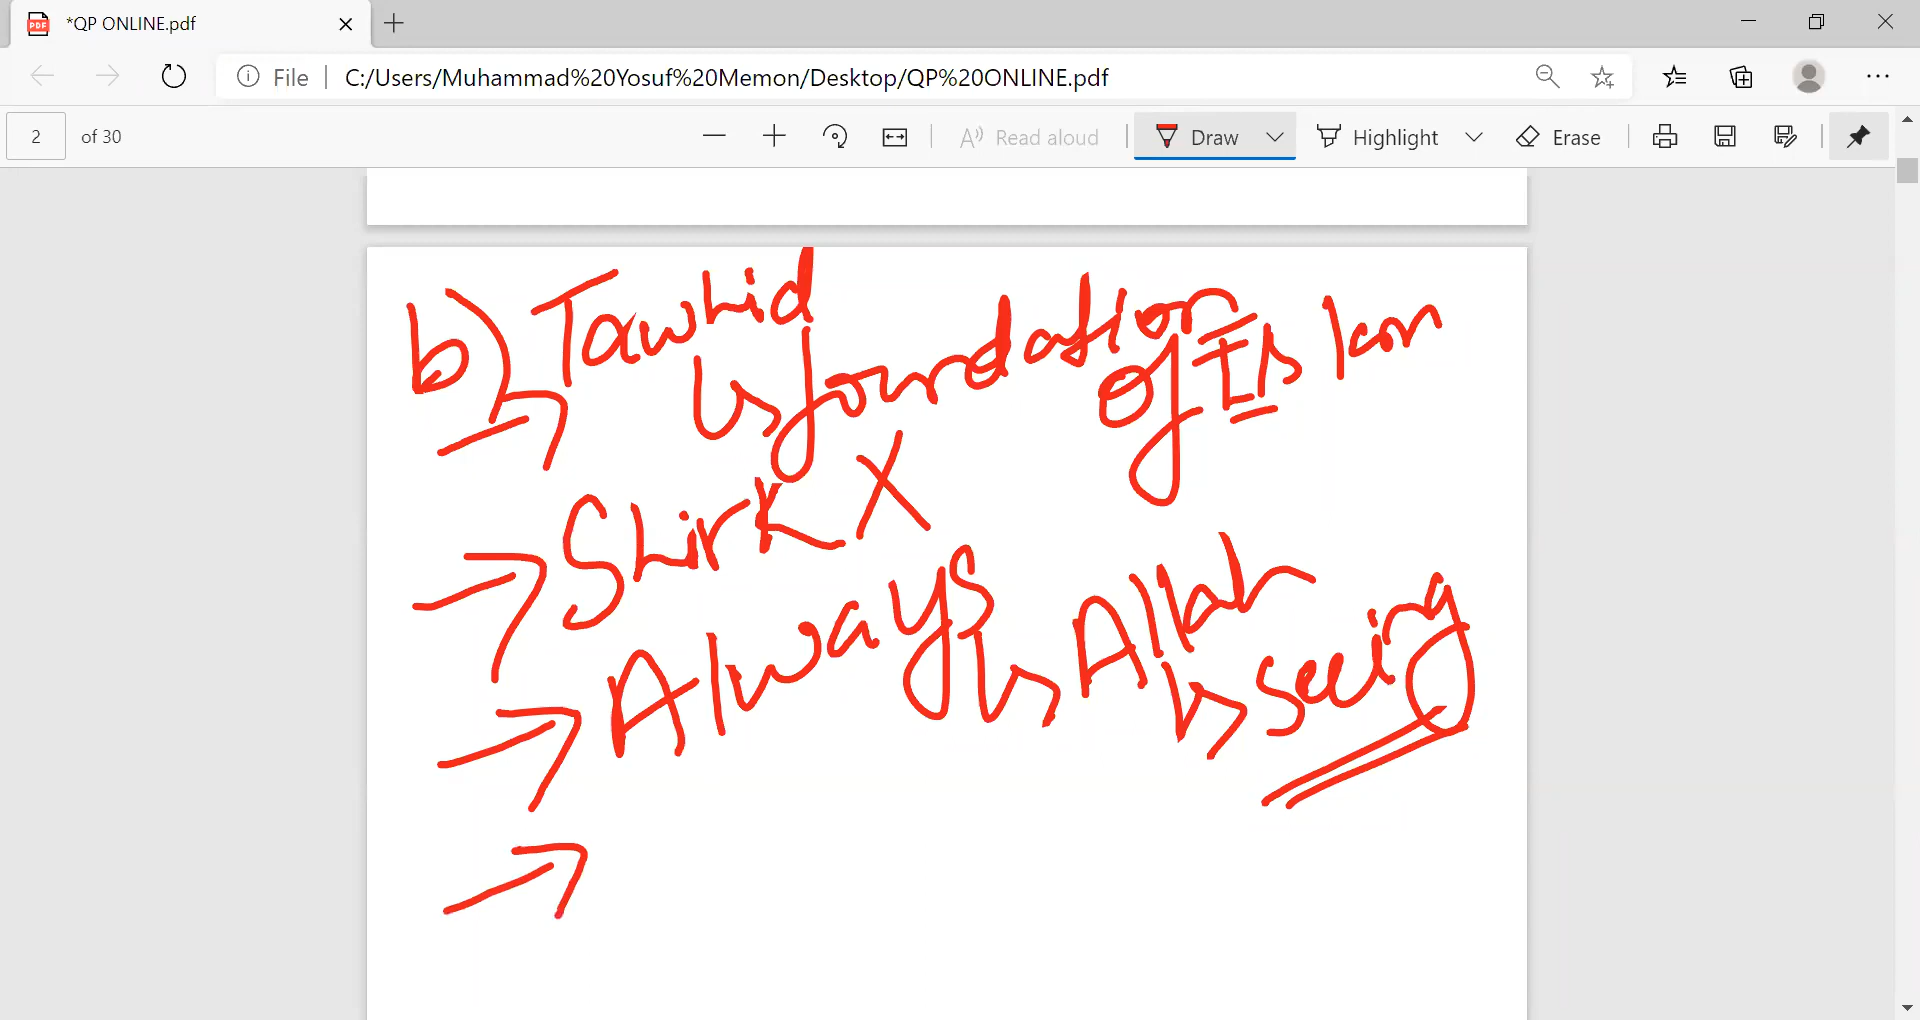 *QP ONLINE.pdf
File | C:/Users/Muhammad%20Yosuf%20Memon/Desktop/QP%20ONLINE.pdf
2 of 30 Read aloud Draw Highlight Erase
b) Tawhid
is foundation of Islam
Shirk X
Always is Allah
is seeing